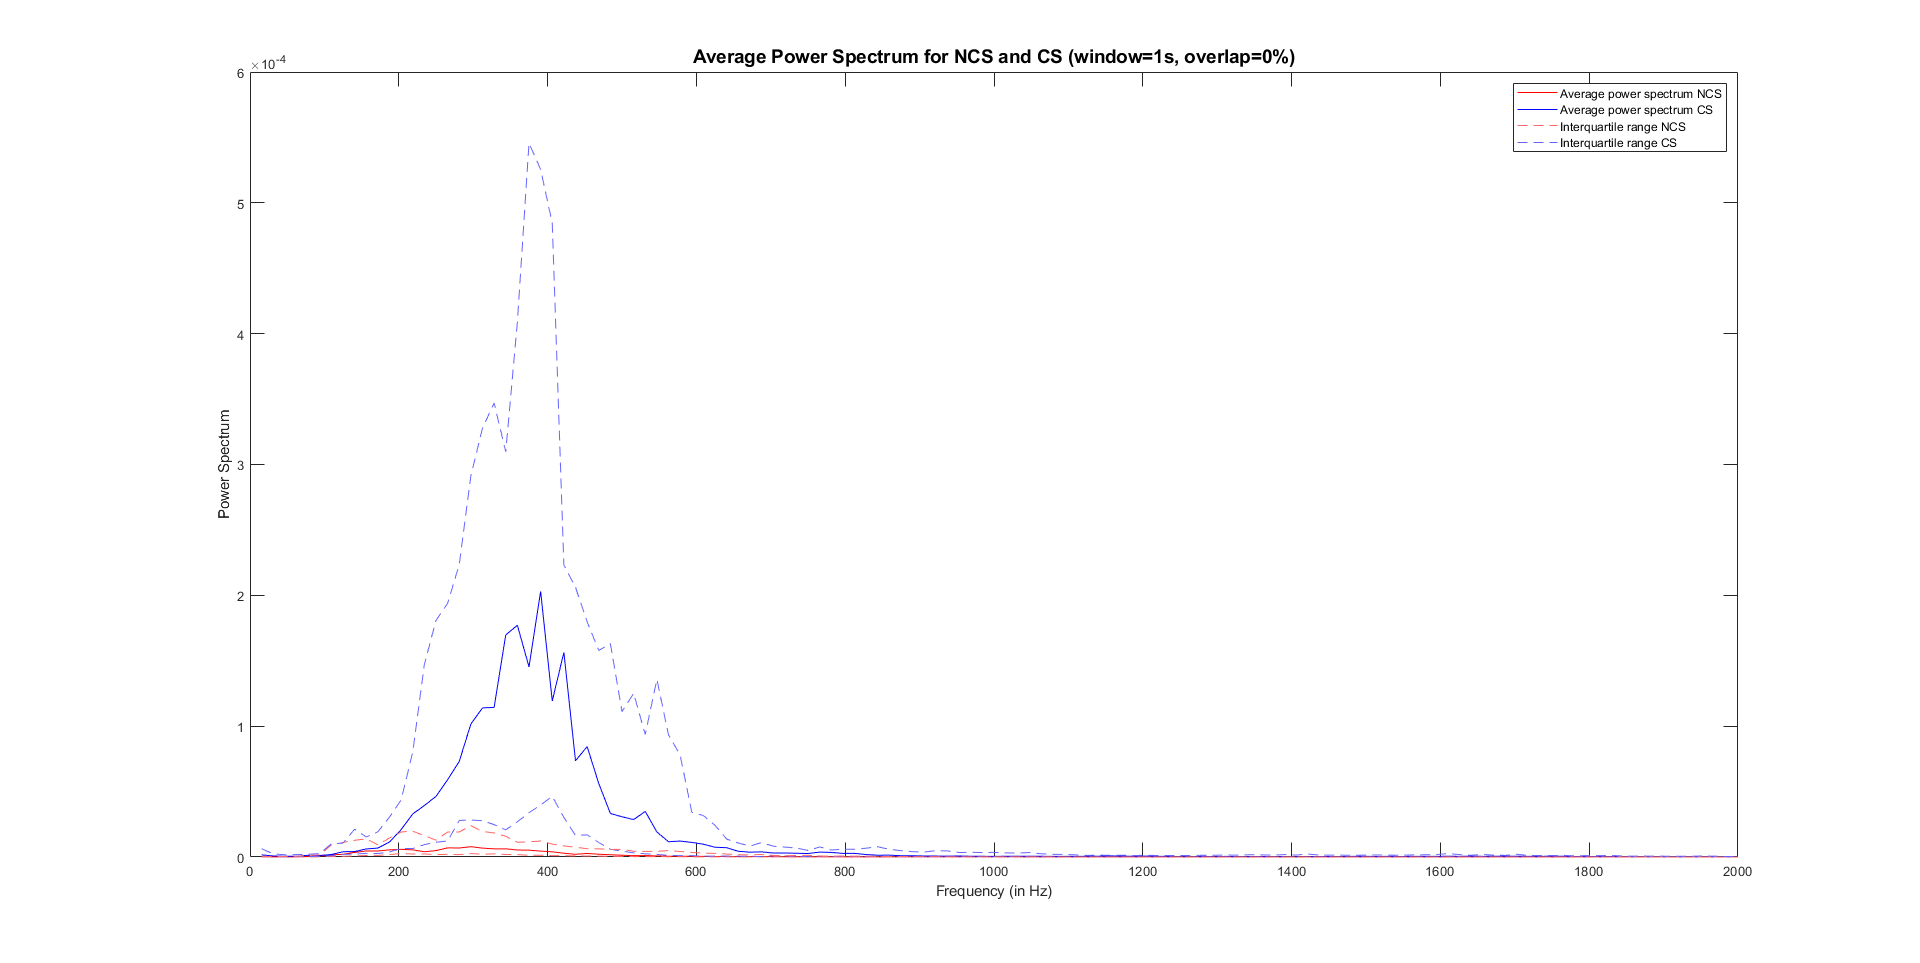 Average Power Spectrum for NCS and CS (window=1s, overlap=0%)
×10-4
6
5
4
3
2
1
0
Power Spectrum
Average power spectrum NCS
Average power spectrum CS
Interquartile range NCS
Interquartile range CS
0 200 400 600 800 1000 1200 1400 1600 1800 2000
Frequency (in Hz)